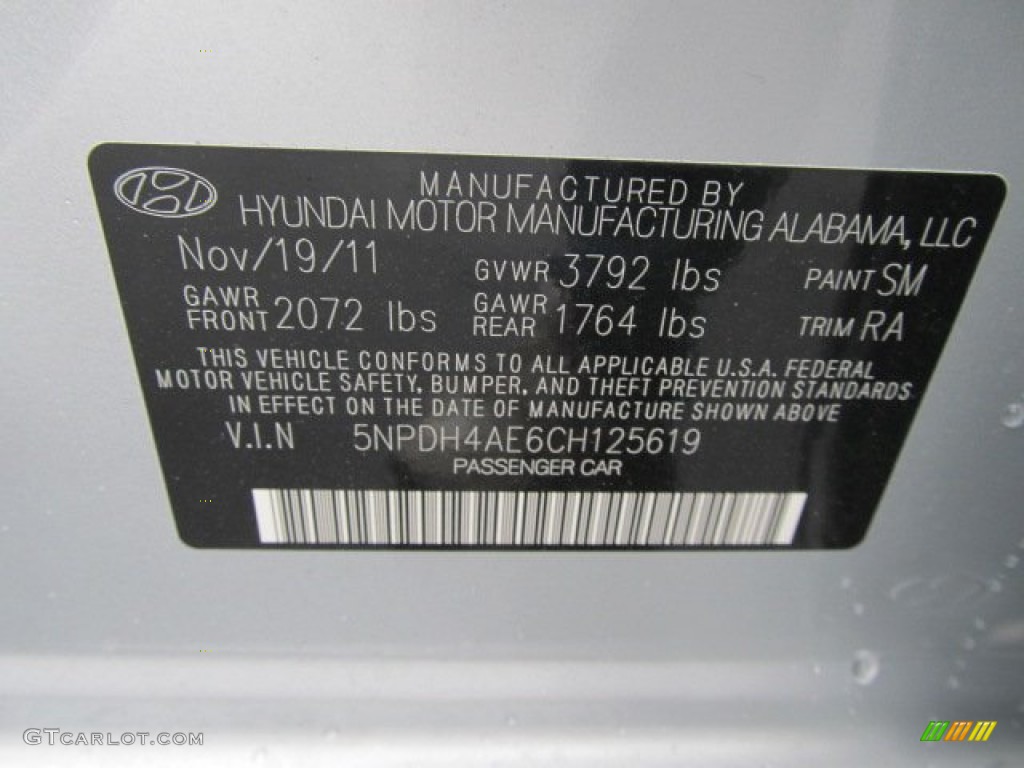 MANUFACTURED BY
HYUNDAI MOTOR MANUFACTURING ALABAMA, LLC
Nov/19/11 GVWR 3792 lbs PAINT SM
GAWR FRONT 2072 lbs GAWR REAR 1764 lbs TRIM RA
THIS VEHICLE CONFORMS TO ALL APPLICABLE U.S.A. FEDERAL
MOTOR VEHICLE SAFETY, BUMPER, AND THEFT PREVENTION STANDARDS
IN EFFECT ON THE DATE OF MANUFACTURE SHOWN ABOVE
V.I.N 5NPDH4AE6CH125619
PASSENGER CAR
GTCARLOT.COM